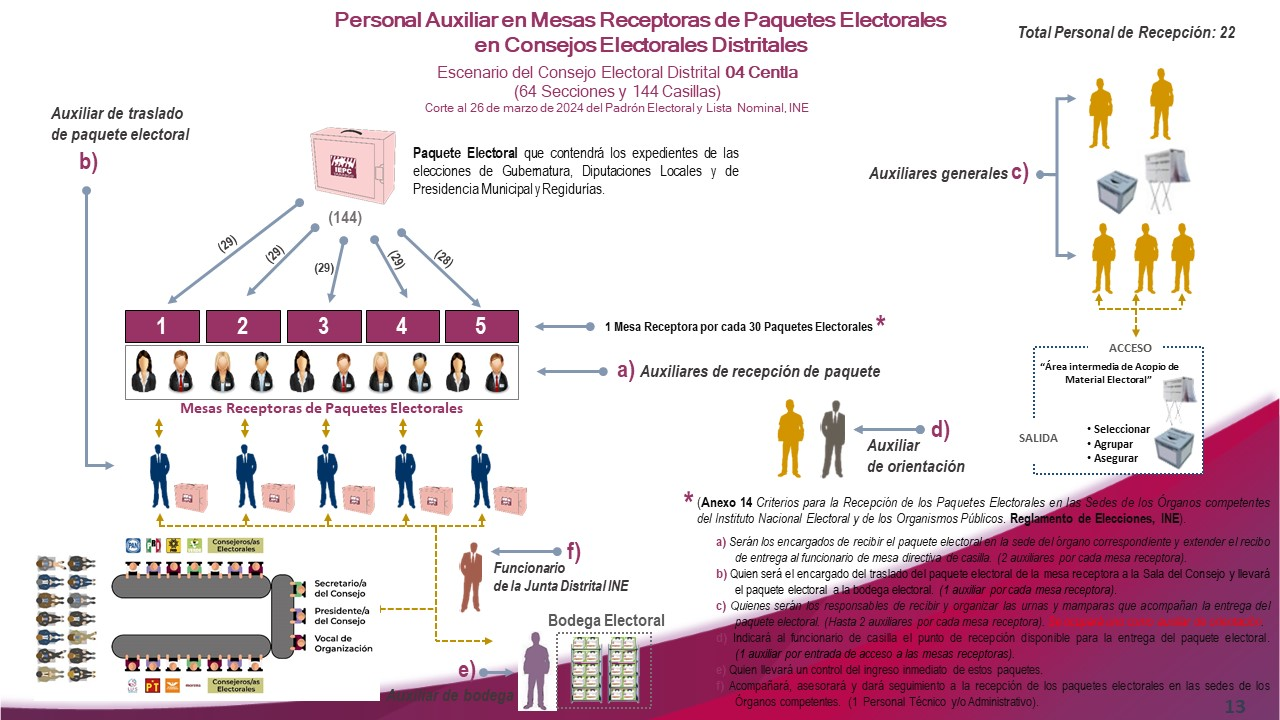 Personal Auxiliar en Mesas Receptoras de Paquetes Electorales
en Consejos Electorales Distritales
Escenario del Consejo Electoral Distrital 04 Centla
(64 Secciones y 144 Casillas)
Corte al 26 de marzo de 2024 del Padrón Electoral y Lista Nominal, INE
Total Personal de Recepción: 22
Auxiliar de traslado
de paquete electoral
b)
IEPC
Paquete Electoral que contendrá los expedientes de las
elecciones de Gubernatura, Diputaciones Locales y de
Presidencia Municipal y Regidurías.
Auxiliares generales c)
(144)
(29)
(29)
(29)
(29)
(28)
1
2
3
4
5
1 Mesa Receptora por cada 30 Paquetes Electorales *
a) Auxiliares de recepción de paquete
Mesas Receptoras de Paquetes Electorales
ACCESO
“Área intermedia de Acopio de
Material Electoral”
SALIDA
• Seleccionar
• Agrupar
• Asegurar
d)
Auxiliar
de orientación
* (Anexo 14 Criterios para la Recepción de los Paquetes Electorales en las Sedes de los Órganos competentes
del Instituto Nacional Electoral y de los Organismos Públicos. Reglamento de Elecciones, INE).
a) Serán los encargados de recibir el paquete electoral en la sede del órgano correspondiente y extender el recibo
de entrega al funcionario de mesa directiva de casilla. (2 auxiliares por cada mesa receptora).
b) Quien será el encargado del traslado del paquete electoral de la mesa receptora a la Sala del Consejo y llevará
el paquete electoral a la bodega electoral. (1 auxiliar por cada mesa receptora).
c) Quienes serán los responsables de recibir y organizar las urnas y mamparas que acompañan la entrega del
paquete electoral. (Hasta 2 auxiliares por cada mesa receptora).
d) Indicará al funcionario de casilla el punto de recepción disponible para la entrega del paquete electoral.
(1 auxiliar por entrada de acceso a las mesas receptoras).
e) Quien llevará un control del ingreso inmediato de estos paquetes.
f) Acompañará, asesorará y dará seguimiento a la recepción de los paquetes electorales en las sedes de los
Órganos competentes. (1 Personal Técnico y/o Administrativo).
f)
Funcionario
de la Junta Distrital INE
PAN
PRI
PRD
Consejeros/as
Electorales
Secretario/a
del Consejo
Presidente/a
del Consejo
Vocal de
Organización
PT
morena
Consejeros/as
Electorales
Bodega Electoral
e)
Auxiliar de bodega
13